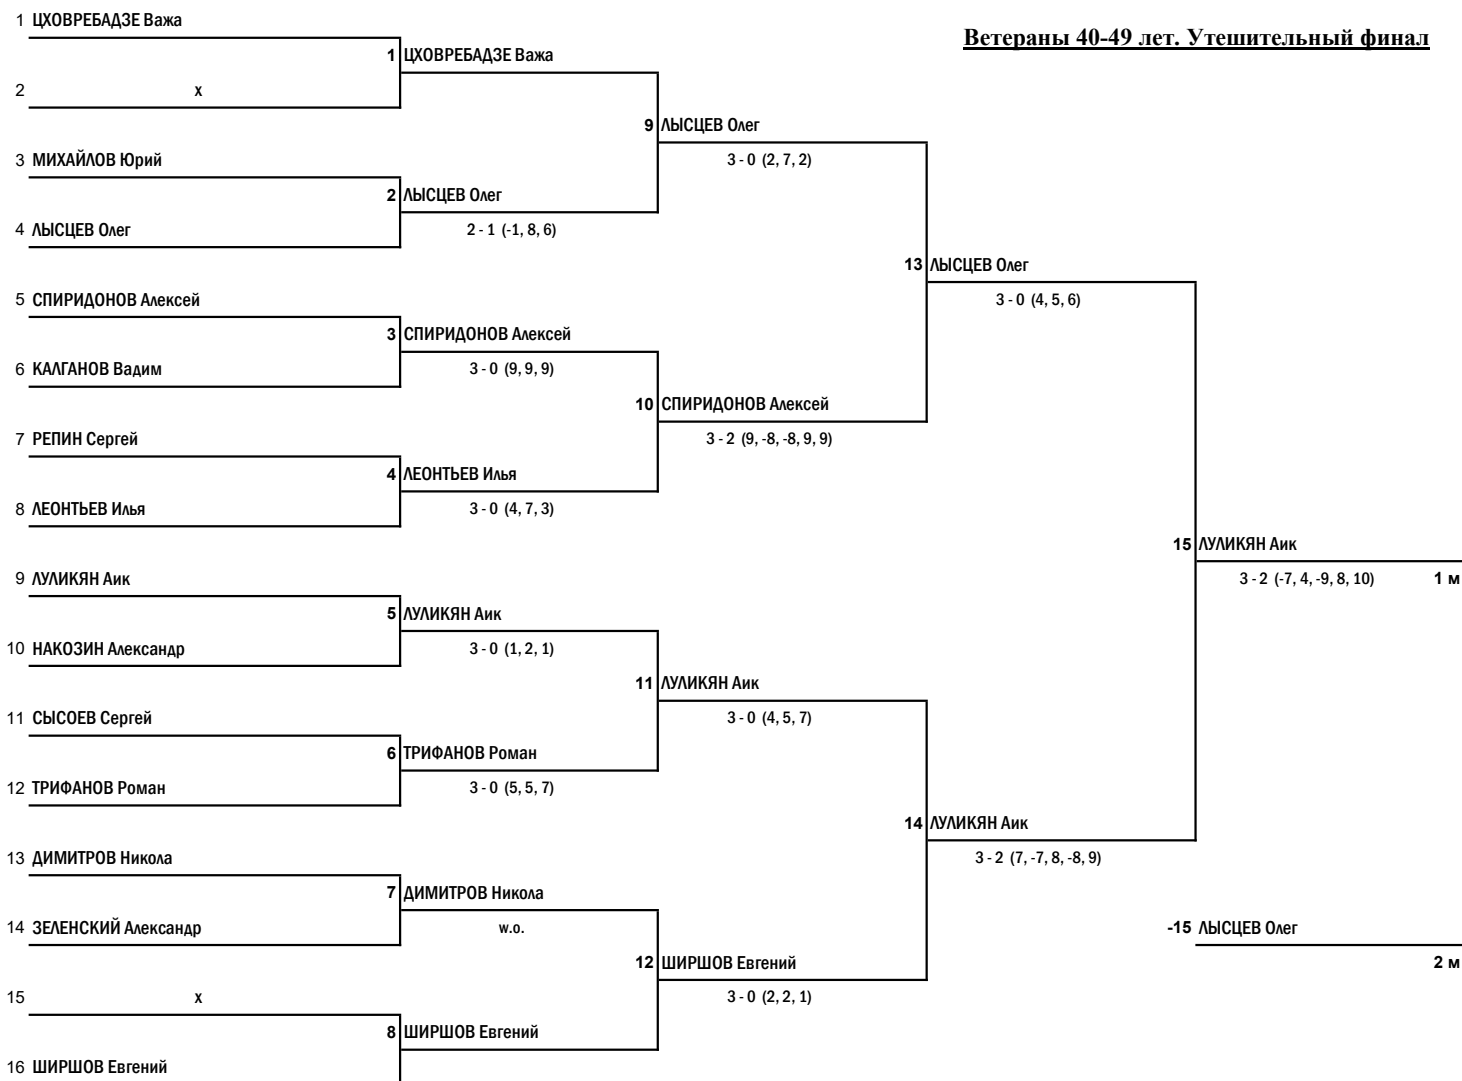 1 ЦХОВРЕБАДЗЕ Важа
Ветераны 40-49 лет. Утешительный финал
1 ЦХОВРЕБАДЗЕ Важа
2 x
9 ЛЫСЦЕВ Олег
3 МИХАЙЛОВ Юрий
3 - 0 (2, 7, 2)
2 ЛЫСЦЕВ Олег
4 ЛЫСЦЕВ Олег
2 - 1 (-1, 8, 6)
13 ЛЫСЦЕВ Олег
5 СПИРИДОНОВ Алексей
3 - 0 (4, 5, 6)
3 СПИРИДОНОВ Алексей
6 КАЛГАНОВ Вадим
3 - 0 (9, 9, 9)
10 СПИРИДОНОВ Алексей
7 РЕПИН Сергей
3 - 2 (9, -8, -8, 9, 9)
4 ЛЕОНТЬЕВ Илья
8 ЛЕОНТЬЕВ Илья
3 - 0 (4, 7, 3)
15 ЛУЛИКЯН Аик
9 ЛУЛИКЯН Аик
3 - 2 (-7, 4, -9, 8, 10) 1 м
5 ЛУЛИКЯН Аик
10 НАКОЗИН Александр
3 - 0 (1, 2, 1)
11 ЛУЛИКЯН Аик
11 СЫСОЕВ Сергей
3 - 0 (4, 5, 7)
6 ТРИФАНОВ Роман
12 ТРИФАНОВ Роман
3 - 0 (5, 5, 7)
14 ЛУЛИКЯН Аик
13 ДИМИТРОВ Никола
3 - 2 (7, -7, 8, -8, 9)
7 ДИМИТРОВ Никола
14 ЗЕЛЕНСКИЙ Александр
w.o.
-15 ЛЫСЦЕВ Олег
12 ШИРШОВ Евгений
2 м
15 x
3 - 0 (2, 2, 1)
8 ШИРШОВ Евгений
16 ШИРШОВ Евгений